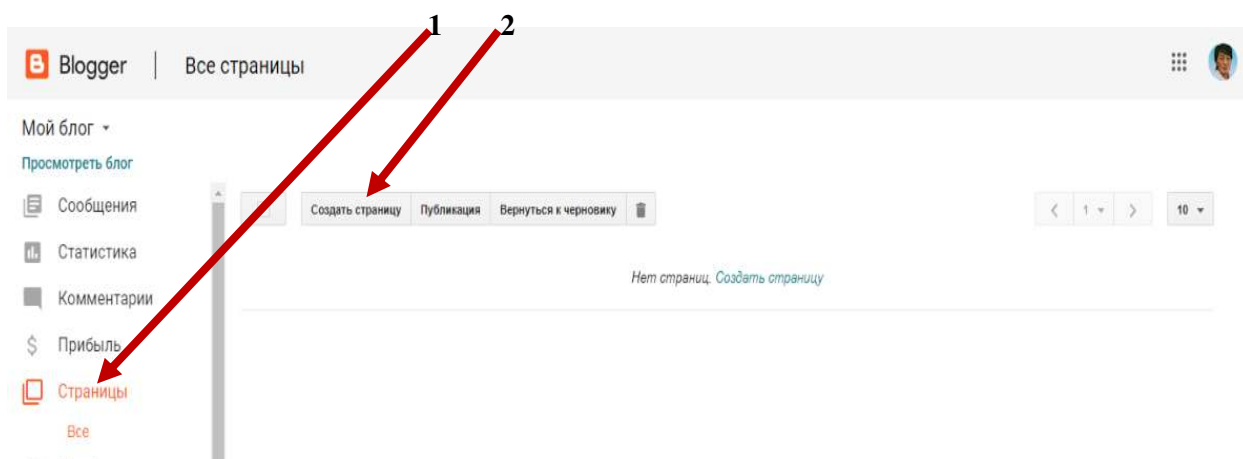 1 2
Blogger Все страницы
Мой блог
Просмотреть блог
Сообщения
Статистика
Комментарии
Прибыль
Страницы
Все
Создать страницу Публикация Вернуться к черновику
1 10
Нет страниц. Создать страницу